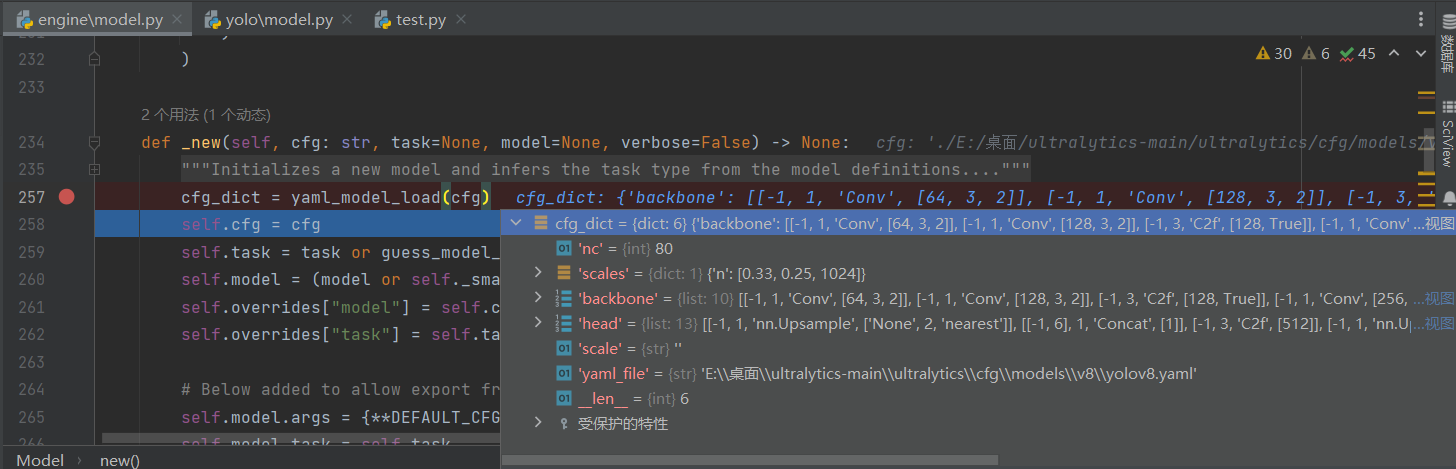 engine\model.py × yolo\model.py × test.py ×
232 )
30 6 45
数据库
233
2 个用法 (1 个动态)
234 def _new(self, cfg: str, task=None, model=None, verbose=False) -> None: cfg: './E:/桌面/ultralytics-main/ultralytics/cfg/models/
SciView
235 """Initializes a new model and infers the task type from the model definitions...."""
257 cfg_dict = yaml_model_load(cfg) cfg_dict: {'backbone': [[-1, 1, 'Conv', [64, 3, 2]], [-1, 1, 'Conv', [128, 3, 2]], [-1, 3,
258 self.cfg = cfg
cfg_dict = {dict: 6} {'backbone': [[-1, 1, 'Conv', [64, 3, 2]], [-1, 1, 'Conv', [128, 3, 2]], [-1, 3, 'C2f', [128, True]], [-1, 1, 'Conv' ...视图
259 self.task = task or guess_model_
'nc' = {int} 80
260 self.model = (model or self._sma
'scales' = {dict: 1} {'n': [0.33, 0.25, 1024]}
261 self.overrides["model"] = self.c
'backbone' = {list: 10} [[-1, 1, 'Conv', [64, 3, 2]], [-1, 1, 'Conv', [128, 3, 2]], [-1, 3, 'C2f', [128, True]], [-1, 1, 'Conv', [256, ...视图
262 self.overrides["task"] = self.ta
'head' = {list: 13} [[-1, 1, 'nn.Upsample', ['None', 2, 'nearest']], [[-1, 6], 1, 'Concat', [1]], [-1, 3, 'C2f', [512]], [-1, 1, 'nn.U ...视图
263
'scale' = {str} ''
264 # Below added to allow export fr
'yaml_file' = {str} 'E:\\桌面\\ultralytics-main\\ultralytics\\cfg\\models\\v8\\yolov8.yaml'
265 self.model.args = {**DEFAULT_CFG
__len__ = {int} 6
266 self.model.task = self.task
受保护的特性
Model › new()